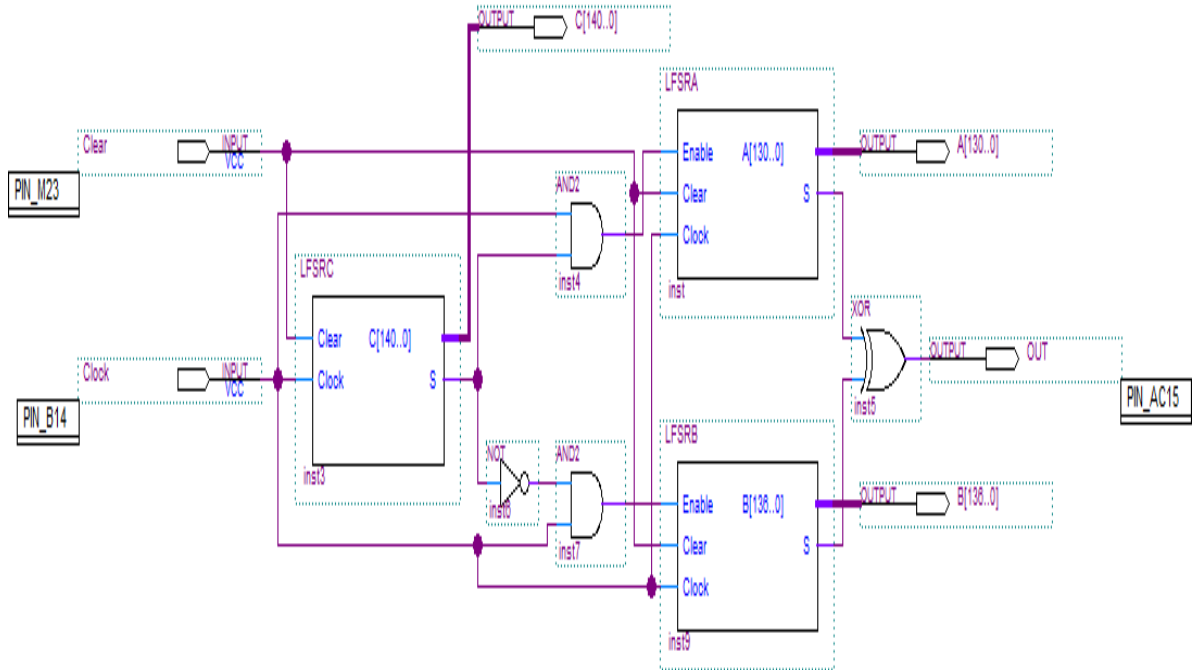 OUTPUT C[140..0]
LFSRA
Clear INPUT VCC
PIN_M23
Enable A[130..0]
Clear S
Clock
OUTPUT A[130..0]
AND2
inst4
inst
LFSRC
Clear C[140..0]
Clock S
inst3
Clock INPUT VCC
PIN_B14
XOR
inst5
OUTPUT OUT
PIN_AC15
NOT
AND2
inst7
LFSRB
Enable B[136..0]
Clear S
Clock
inst9
OUTPUT B[136..0]